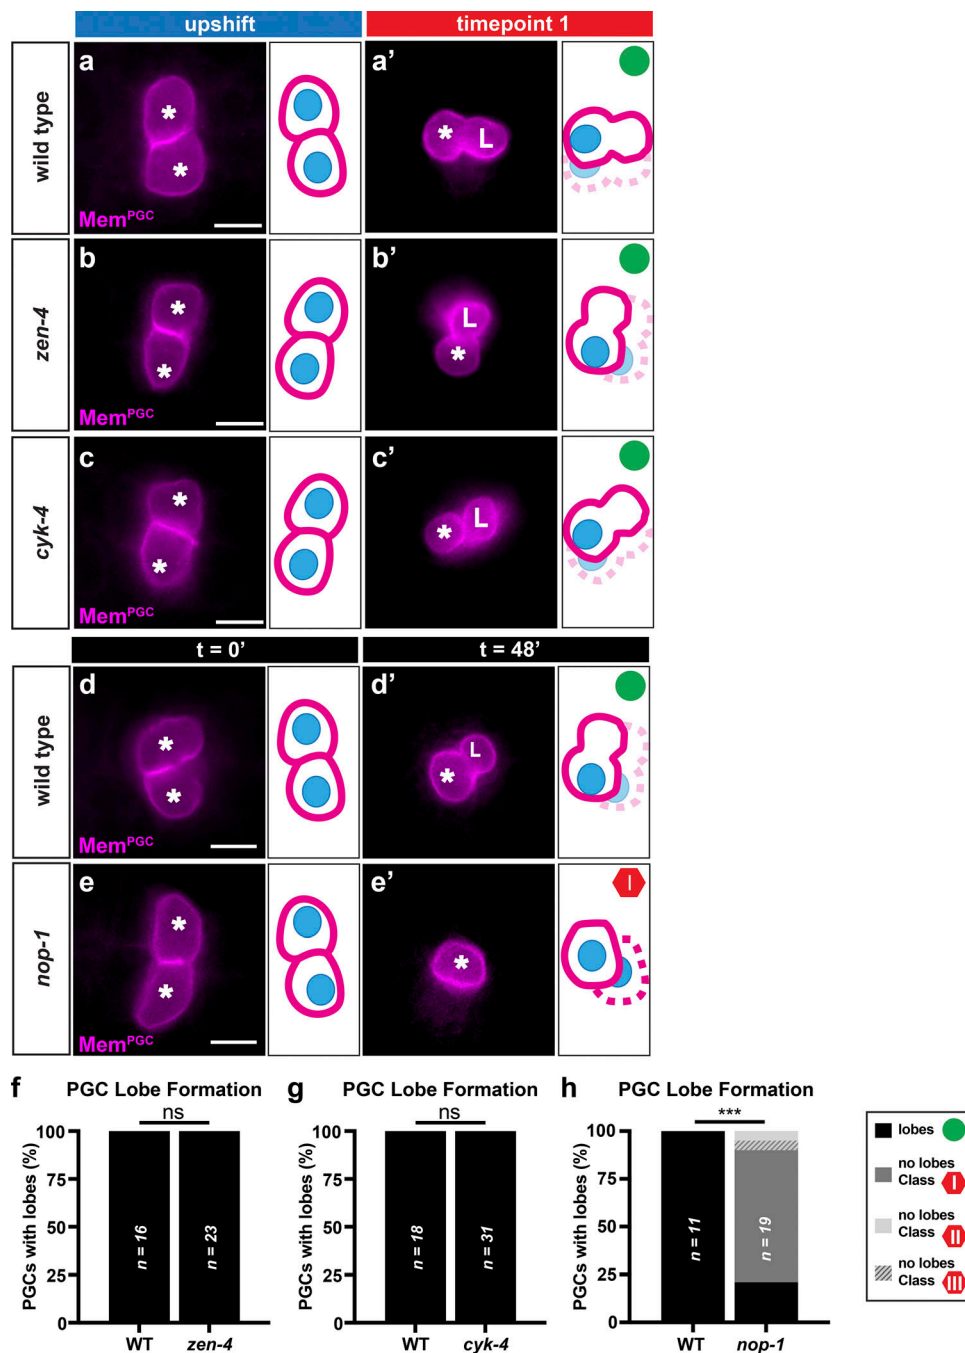 upshift
timepoint 1
wild type
a
*
*
Mem^PGC
a'
*
L
zen-4
b
*
*
Mem^PGC
b'
L
*
cyk-4
c
*
*
Mem^PGC
c'
*
L
t = 0'
t = 48'
wild type
d
*
*
Mem^PGC
d'
L
*
nop-1
e
*
*
Mem^PGC
e'
*
I
f
PGC Lobe Formation
ns
PGCs with lobes (%)
100
75
50
25
0
n = 16
n = 23
WT
zen-4
g
PGC Lobe Formation
ns
PGCs with lobes (%)
100
75
50
25
0
n = 18
n = 31
WT
cyk-4
h
PGC Lobe Formation
***
PGCs with lobes (%)
100
75
50
25
0
n = 11
n = 19
WT
nop-1
lobes
no lobes
Class I
no lobes
Class II
no lobes
Class III